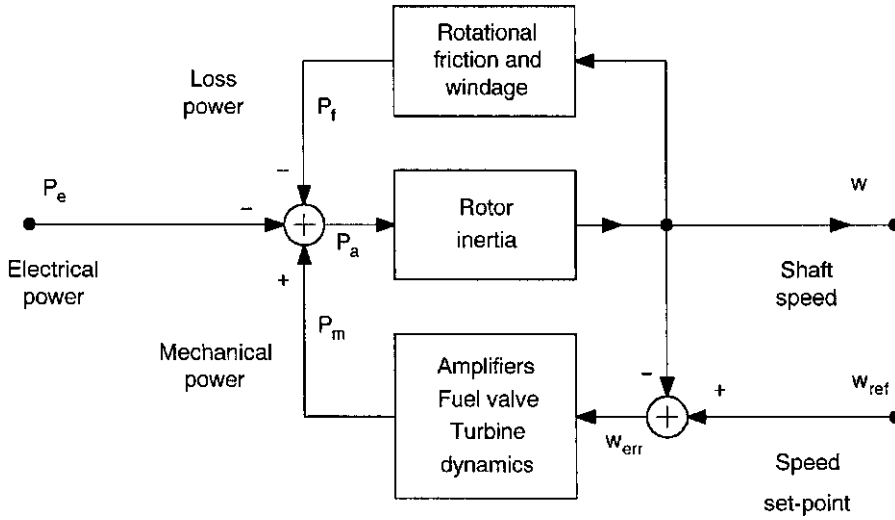 Rotational
friction and
windage
Loss
power
P_f
−
P_e
−
+
P_a
Rotor
inertia
w
Electrical
power
+
Shaft
speed
P_m
Mechanical
power
Amplifiers
Fuel valve
Turbine
dynamics
−
+
w_ref
+
w_err
Speed
set-point